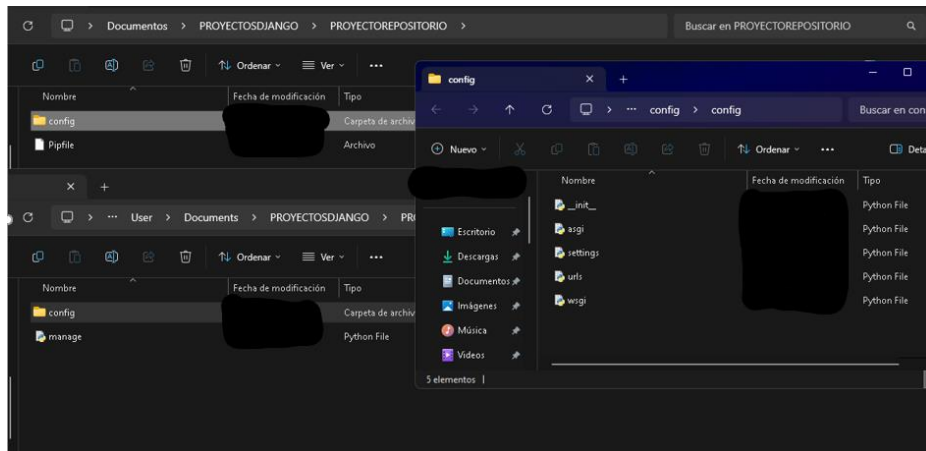 Documentos > PROYECTOSDJANGO > PROYECTOREPOSITORIO >
Buscar en PROYECTOREPOSITORIO
Ordenar
Ver
Nombre
Fecha de modificación
Tipo
config
Carpeta de archiv
Pipfile
Archivo
User > Documents > PROYECTOSDJANGO > PR
Ordenar
Ver
Nombre
Fecha de modificación
Tipo
config
Carpeta de archiv
manage
Python File
config
config > config
Buscar en con
Nuevo
Ordenar
Deta
Escritorio
Descargas
Documentos
Imágenes
Música
Videos
Nombre
Fecha de modificación
Tipo
__init__
Python File
asgi
Python File
settings
Python File
urls
Python File
wsgi
Python File
5 elementos